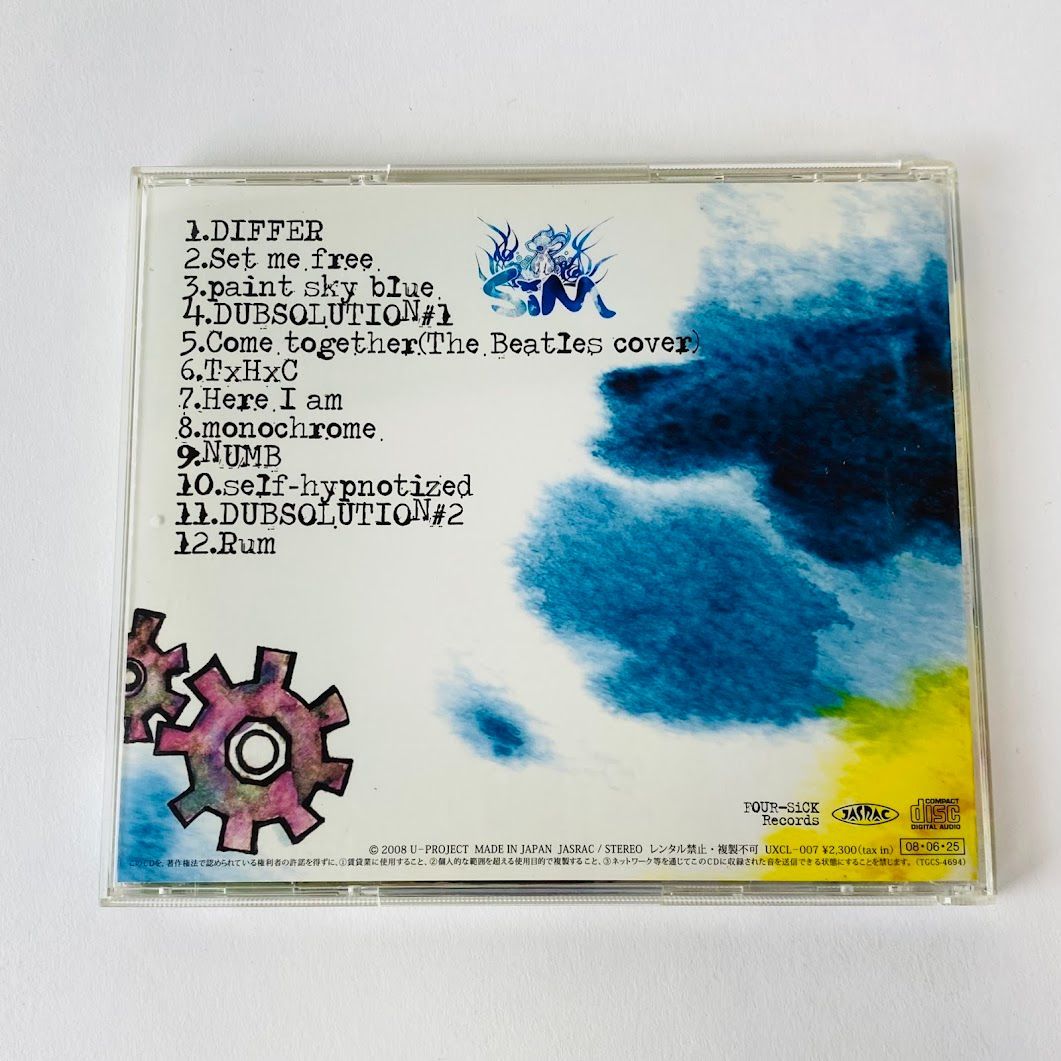 1.DIFFER
2.Set me free
3.paint sky blue
4.DUBSOLUTION#1
5.Come together(The Beatles cover)
6.TxHxC
7.Here I am
8.monochrome
9.NUMB
10.self-hypnotized
11.DUBSOLUTION#2
12.Rum
SiM
FOUR-SiCK
Records
JASRAC
COMPACT
disc
DIGITAL AUDIO
© 2008 U-PROJECT MADE IN JAPAN JASRAC / STEREO レンタル禁止・複製不可 UXCL-007 ¥2,300(tax in) 08・06・25
このCDを、著作権法で認められている権利者の許諾を得ずに、①賃貸業に使用すること、②個人的な範囲を超える使用目的で複製すること、③ネットワーク等を通じてこのCDに収録された音を送信できる状態にすることを禁じます。(TGCS-4694)